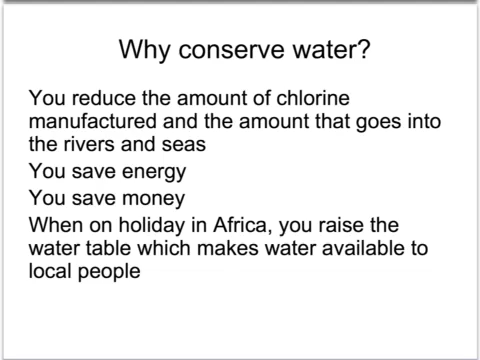 Why conserve water?
You reduce the amount of chlorine
manufactured and the amount that goes into
the rivers and seas
You save energy
You save money
When on holiday in Africa, you raise the
water table which makes water available to
local people